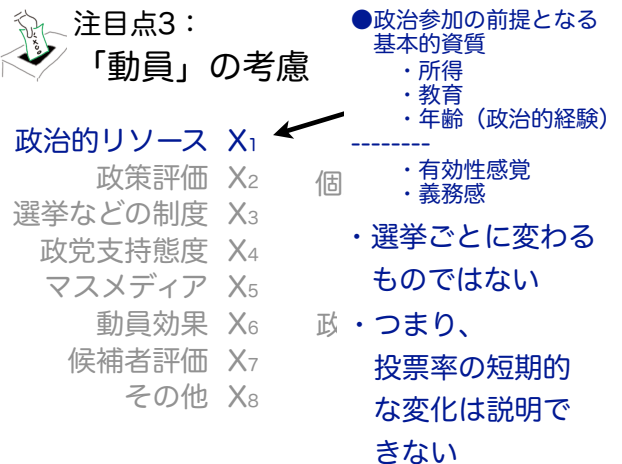 注目点3：
「動員」の考慮
政治的リソース X1
政策評価 X2
選挙などの制度 X3
政党支持態度 X4
マスメディア X5
動員効果 X6
候補者評価 X7
その他 X8
個
政
●政治参加の前提となる
基本的資質
・所得
・教育
・年齢（政治的経験）
--------
・有効性感覚
・義務感
・選挙ごとに変わる
ものではない
・つまり、
投票率の短期的
な変化は説明で
きない